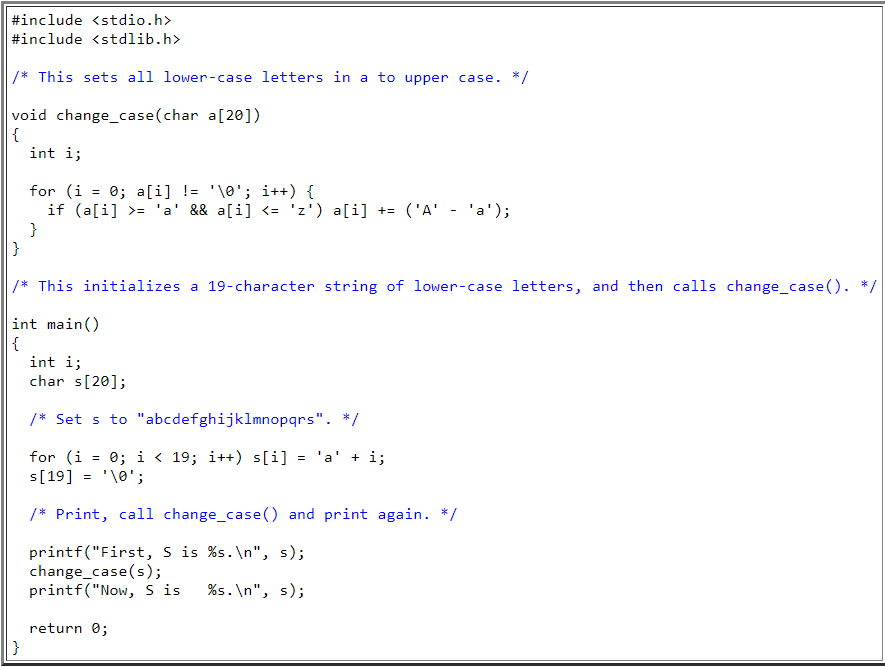 #include <stdio.h>
#include <stdlib.h>

/* This sets all lower-case letters in a to upper case. */

void change_case(char a[20])
{
  int i;

  for (i = 0; a[i] != '\0'; i++) {
    if (a[i] >= 'a' && a[i] <= 'z') a[i] += ('A' - 'a');
  }
}

/* This initializes a 19-character string of lower-case letters, and then calls change_case(). */

int main()
{
  int i;
  char s[20];

  /* Set s to "abcdefghijklmnopqrs". */

  for (i = 0; i < 19; i++) s[i] = 'a' + i;
  s[19] = '\0';

  /* Print, call change_case() and print again. */

  printf("First, S is %s.\n", s);
  change_case(s);
  printf("Now, S is   %s.\n", s);

  return 0;
}